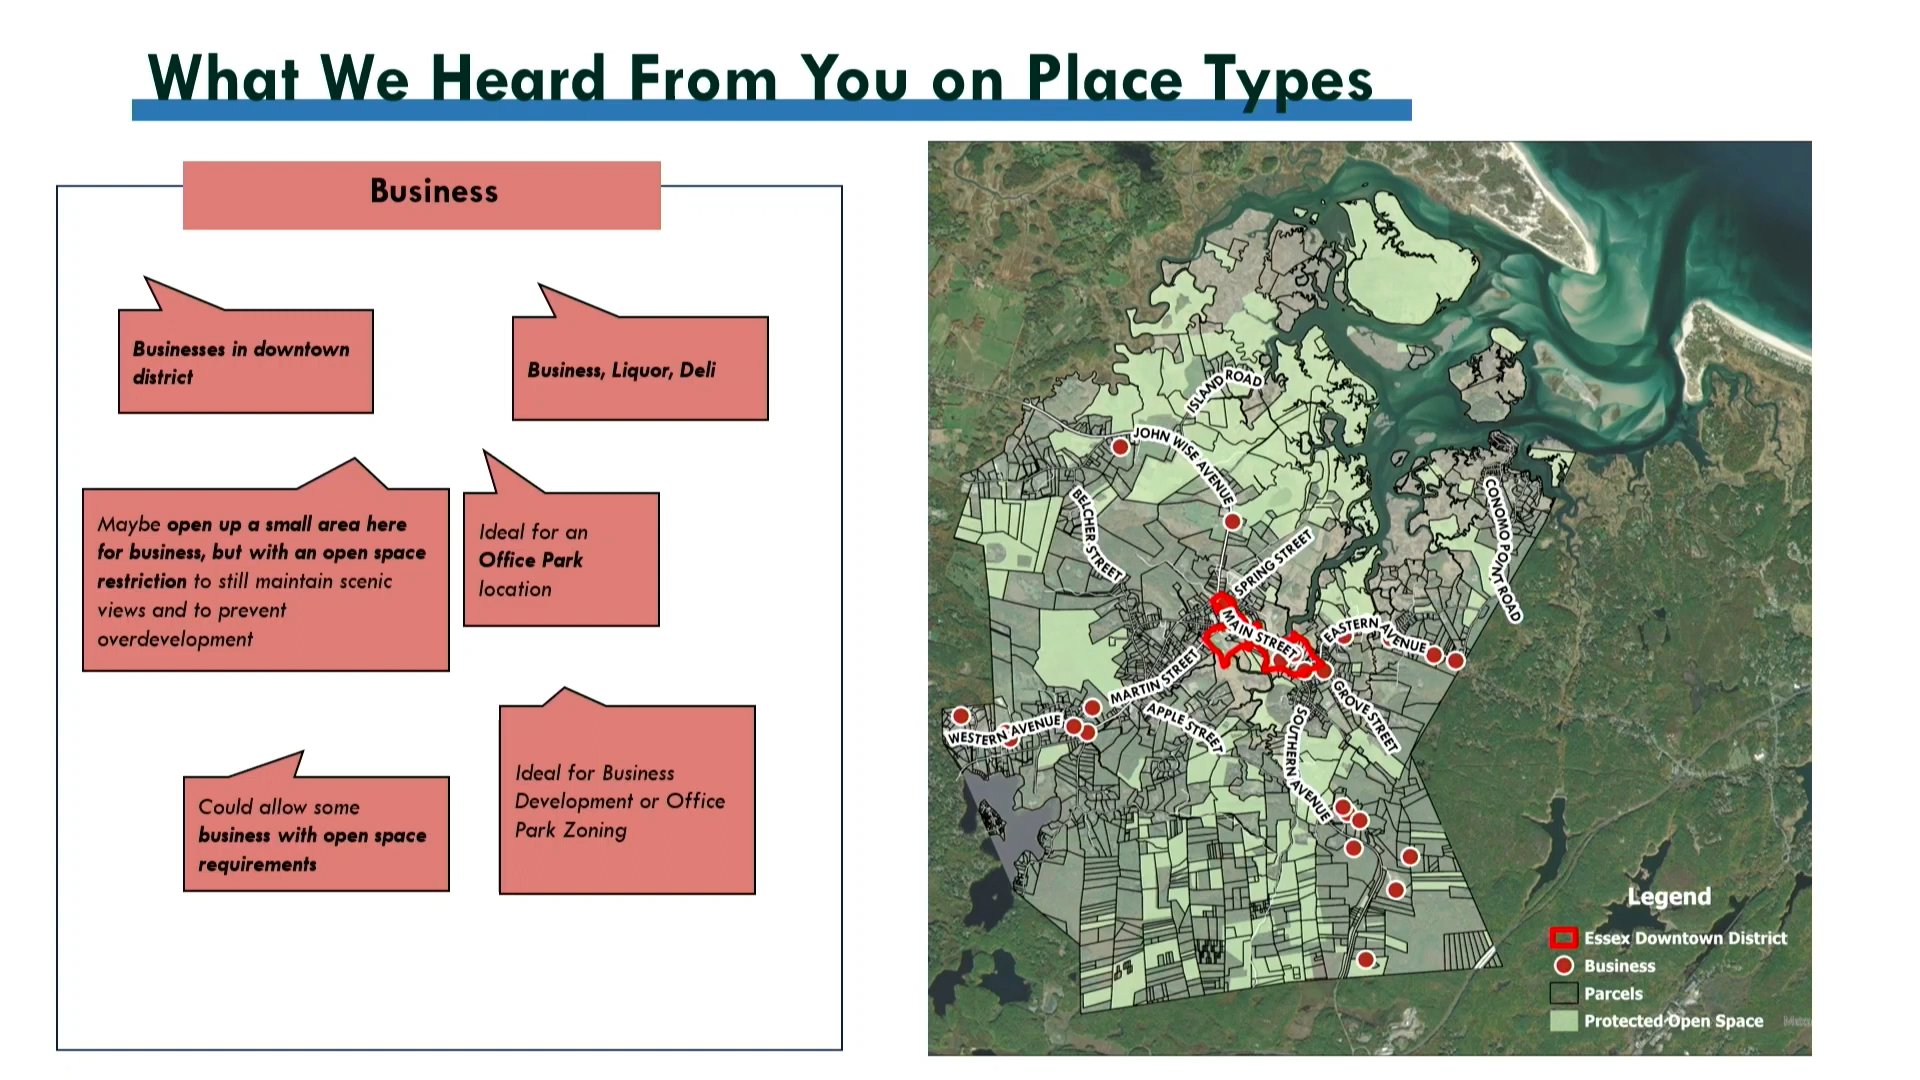 What We Heard From You on Place Types
Business
Businesses in downtown
district
Business, Liquor, Deli
Maybe open up a small area here
for business, but with an open space
restriction to still maintain scenic
views and to prevent
overdevelopment
Ideal for an
Office Park
location
Could allow some
business with open space
requirements
Ideal for Business
Development or Office
Park Zoning
ISLAND ROAD
JOHN WISE AVENUE
BELCHER STREET
SPRING STREET
CONOMO POINT ROAD
MAIN STREET
EASTERN AVENUE
MARTIN STREET
GROVE STREET
WESTERN AVENUE
APPLE STREET
SOUTHERN AVENUE
Legend
Essex Downtown District
Business
Parcels
Protected Open Space